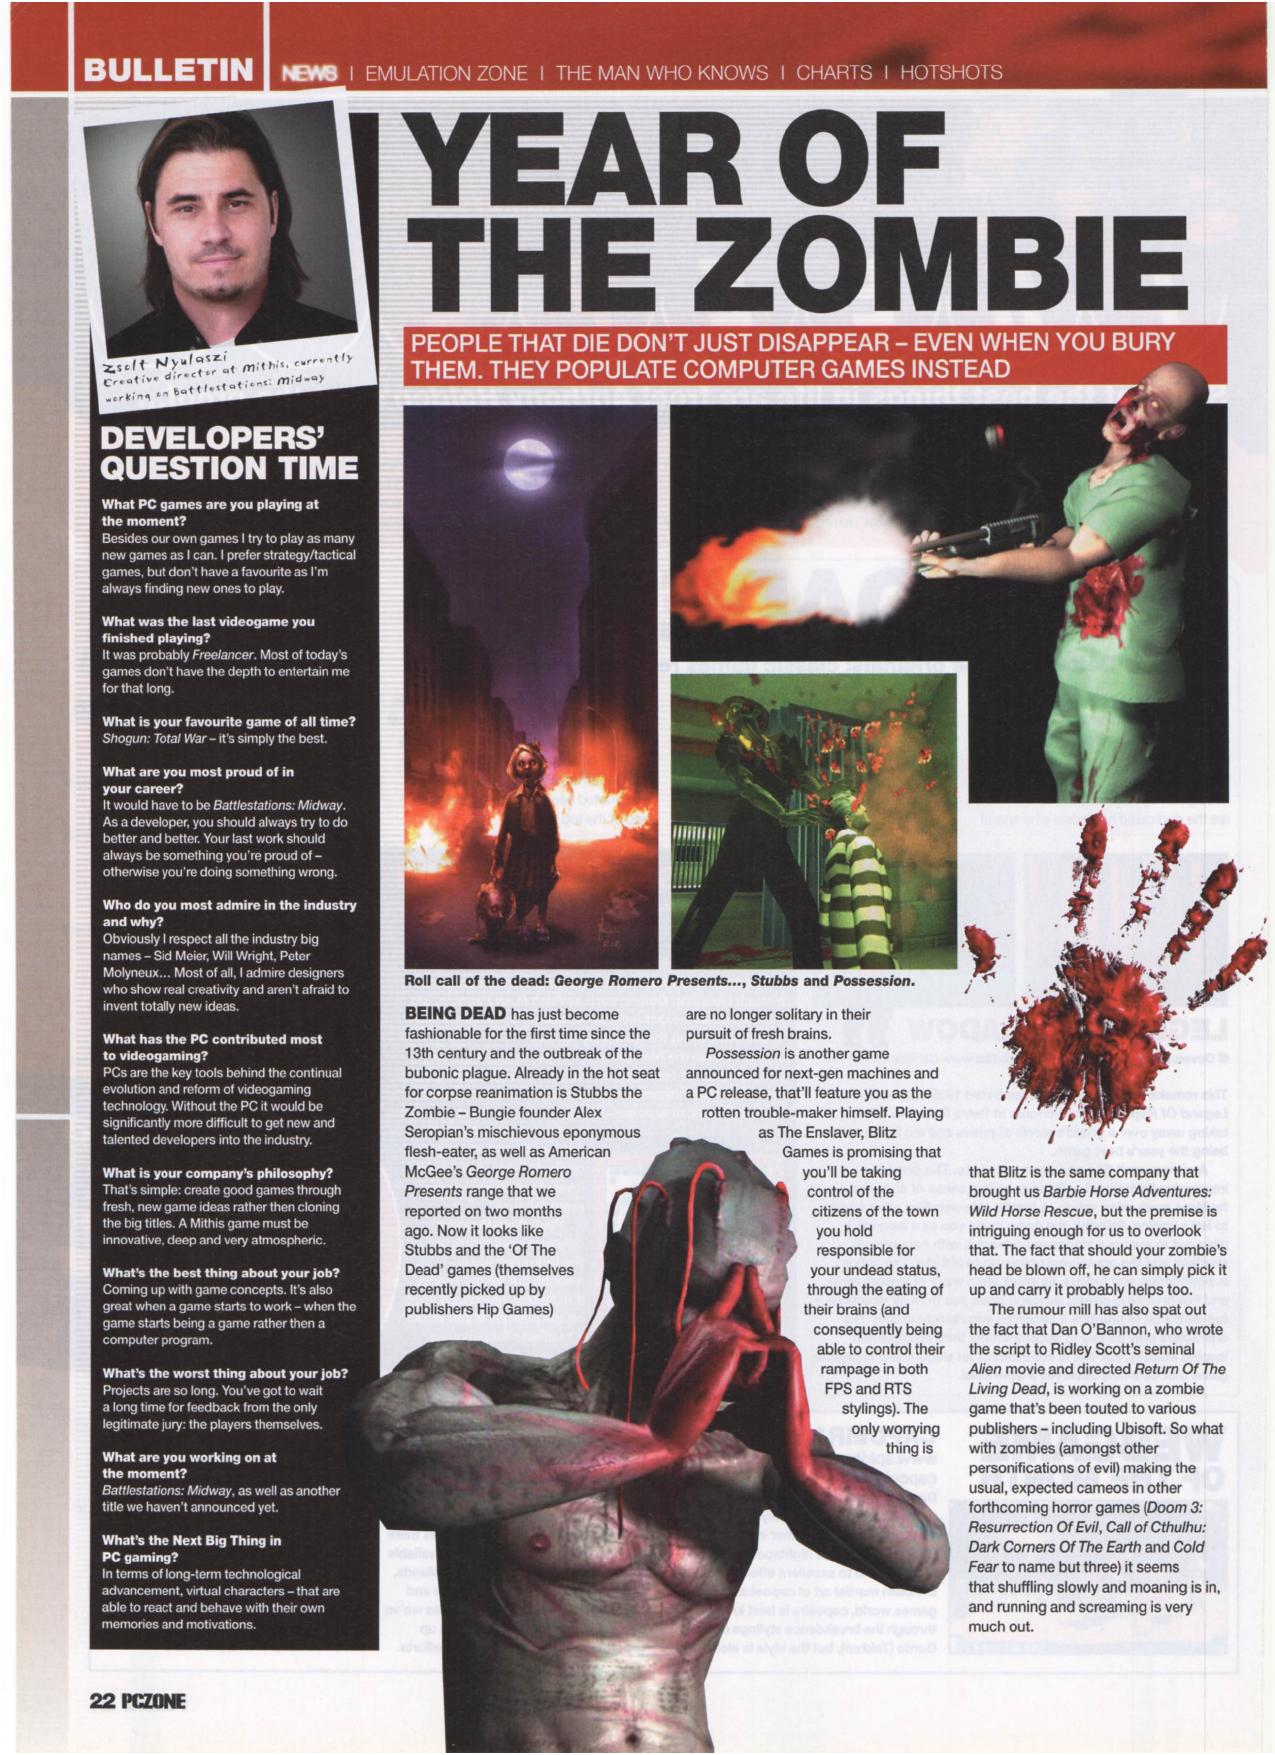 BULLETIN
NEWS | EMULATION ZONE | THE MAN WHO KNOWS | CHARTS | HOTSHOTS
Zsolt Nyulaszi
Creative director at Mithis, currently
working on Battlestations: Midway
DEVELOPERS'
QUESTION TIME
What PC games are you playing at
the moment?
Besides our own games I try to play as many
new games as I can. I prefer strategy/tactical
games, but don't have a favourite as I'm
always finding new ones to play.
What was the last videogame you
finished playing?
It was probably Freelancer. Most of today's
games don't have the depth to entertain me
for that long.
What is your favourite game of all time?
Shogun: Total War – it's simply the best.
What are you most proud of in
your career?
It would have to be Battlestations: Midway.
As a developer, you should always try to do
better and better. Your last work should
always be something you're proud of –
otherwise you're doing something wrong.
Who do you most admire in the industry
and why?
Obviously I respect all the industry big
names – Sid Meier, Will Wright, Peter
Molyneux... Most of all, I admire designers
who show real creativity and aren't afraid to
invent totally new ideas.
What has the PC contributed most
to videogaming?
PCs are the key tools behind the continual
evolution and reform of videogaming
technology. Without the PC it would be
significantly more difficult to get new and
talented developers into the industry.
What is your company's philosophy?
That's simple: create good games through
fresh, new game ideas rather then cloning
the big titles. A Mithis game must be
innovative, deep and very atmospheric.
What's the best thing about your job?
Coming up with game concepts. It's also
great when a game starts to work – when the
game starts being a game rather then a
computer program.
What's the worst thing about your job?
Projects are so long. You've got to wait
a long time for feedback from the only
legitimate jury: the players themselves.
What are you working on at
the moment?
Battlestations: Midway, as well as another
title we haven't announced yet.
What's the Next Big Thing in
PC gaming?
In terms of long-term technological
advancement, virtual characters – that are
able to react and behave with their own
memories and motivations.
YEAR OF
THE ZOMBIE
PEOPLE THAT DIE DON'T JUST DISAPPEAR – EVEN WHEN YOU BURY
THEM. THEY POPULATE COMPUTER GAMES INSTEAD
Roll call of the dead: George Romero Presents..., Stubbs and Possession.
BEING DEAD has just become
fashionable for the first time since the
13th century and the outbreak of the
bubonic plague. Already in the hot seat
for corpse reanimation is Stubbs the
Zombie – Bungie founder Alex
Seropian's mischievous eponymous
flesh-eater, as well as American
McGee's George Romero
Presents range that we
reported on two months
ago. Now it looks like
Stubbs and the 'Of The
Dead' games (themselves
recently picked up by
publishers Hip Games)
are no longer solitary in their
pursuit of fresh brains.
Possession is another game
announced for next-gen machines and
a PC release, that'll feature you as the
rotten trouble-maker himself. Playing
as The Enslaver, Blitz
Games is promising that
you'll be taking
control of the
citizens of the town
you hold
responsible for
your undead status,
through the eating of
their brains (and
consequently being
able to control their
rampage in both
FPS and RTS
stylings). The
only worrying
thing is
that Blitz is the same company that
brought us Barbie Horse Adventures:
Wild Horse Rescue, but the premise is
intriguing enough for us to overlook
that. The fact that should your zombie's
head be blown off, he can simply pick it
up and carry it probably helps too.
The rumour mill has also spat out
the fact that Dan O'Bannon, who wrote
the script to Ridley Scott's seminal
Alien movie and directed Return Of The
Living Dead, is working on a zombie
game that's been touted to various
publishers – including Ubisoft. So what
with zombies (amongst other
personifications of evil) making the
usual, expected cameos in other
forthcoming horror games (Doom 3:
Resurrection Of Evil, Call of Cthulhu:
Dark Corners Of The Earth and Cold
Fear to name but three) it seems
that shuffling slowly and moaning is in,
and running and screaming is very
much out.
22 PCZONE